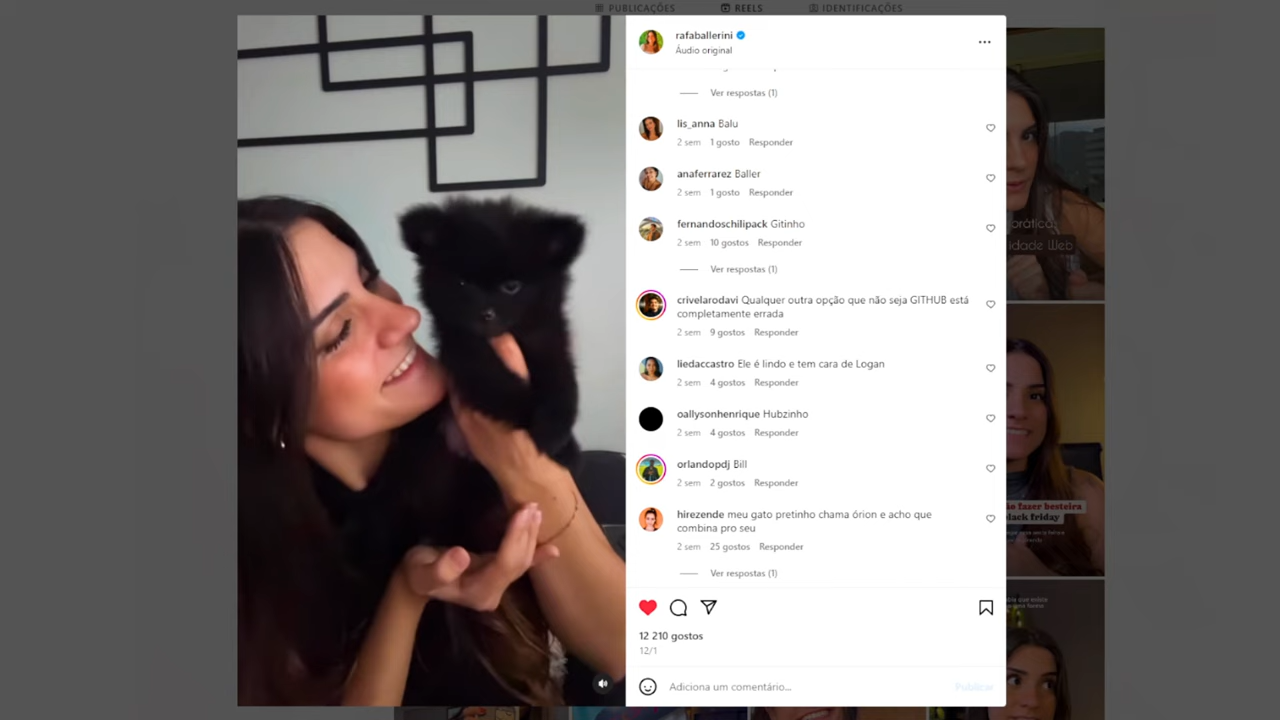 PUBLICAÇÕES
REELS
IDENTIFICAÇÕES
rafaballerini
Áudio original
Ver respostas (1)
lis_anna Balu
2 sem 1 gosto Responder
anaferrarez Baller
2 sem 1 gosto Responder
fernandoschilipack Gitinho
2 sem 10 gostos Responder
Ver respostas (1)
crivelarodavi Qualquer outra opção que não seja GITHUB está
completamente errada
2 sem 9 gostos Responder
liedaccastro Ele é lindo e tem cara de Logan
2 sem 4 gostos Responder
oallysonhenrique Hubzinho
2 sem 4 gostos Responder
orlandopdj Bill
2 sem 2 gostos Responder
hirezende meu gato pretinho chama órion e acho que
combina pro seu
2 sem 25 gostos Responder
Ver respostas (1)
12 210 gostos
12/1
Adiciona um comentário...
Publicar
prática
idade Web
ão fazer besteira
black friday